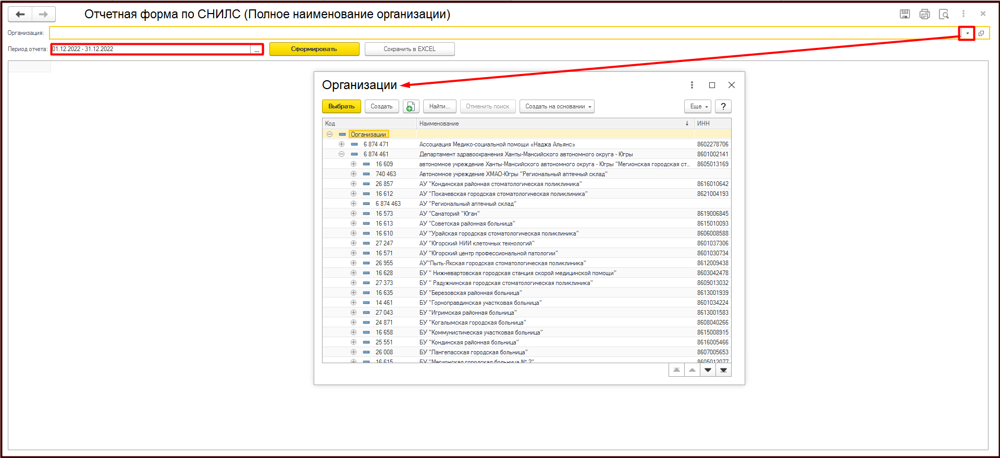 Отчетная форма по СНИЛС (Полное наименование организации)
Организация:
Период отчета: 01.12.2022 - 31.12.2022 ... Сформировать Сохранить в EXCEL
Организации
Выбрать Создать Найти... Отменить поиск Создать на основании Еще ?
Код Наименование ↓ ИНН
Организации
6 874 471 Ассоциация Медико-социальной помощи «Наджа Альянс» 8602278706
6 874 461 Департамент здравоохранения Ханты-Мансийского автономного округа - Югры 8601002141
16 609 автономное учреждение Ханты-Мансийского автономного округа - Югры "Мегионская городская ст... 8605013169
740 463 Автономное учреждение ХМАО-Югры "Региональный аптечный склад"
26 857 АУ "Кондинская районная стоматологическая поликлиника" 8616010642
16 612 АУ "Покачевская городская стоматологическая поликлиника" 8621004193
6 874 463 АУ "Региональный аптечный склад"
16 573 АУ "Санаторий "Юган" 8619006845
16 613 АУ "Советская районная больница" 8615010093
16 610 АУ "Урайская городская стоматологическая поликлиника" 8606008588
27 247 АУ "Югорский НИИ клеточных технологий" 8601037306
16 571 АУ "Югорский центр профессиональной патологии" 8601030734
26 955 АУ"Пыть-Яхская городская стоматологическая поликлиника" 8612009438
16 628 БУ " Нижневартовская городская станция скорой медицинской помощи" 8603042478
27 373 БУ " Радужнинская городская стоматологическая поликлиника" 8609013032
16 635 БУ "Березовская районная больница" 8613001939
14 461 БУ "Горноправдинская участковая больница" 8601034224
27 043 БУ "Игримская районная больница" 8613001583
24 871 БУ "Когалымская городская больница" 8608040266
16 658 БУ "Коммунистическая участковая больница" 8615008915
25 551 БУ "Кондинская районная больница" 8616005466
26 008 БУ "Лангепасская городская больница" 8607005653
16 615 БУ "Мегионская городская больница № 2" 8605012077